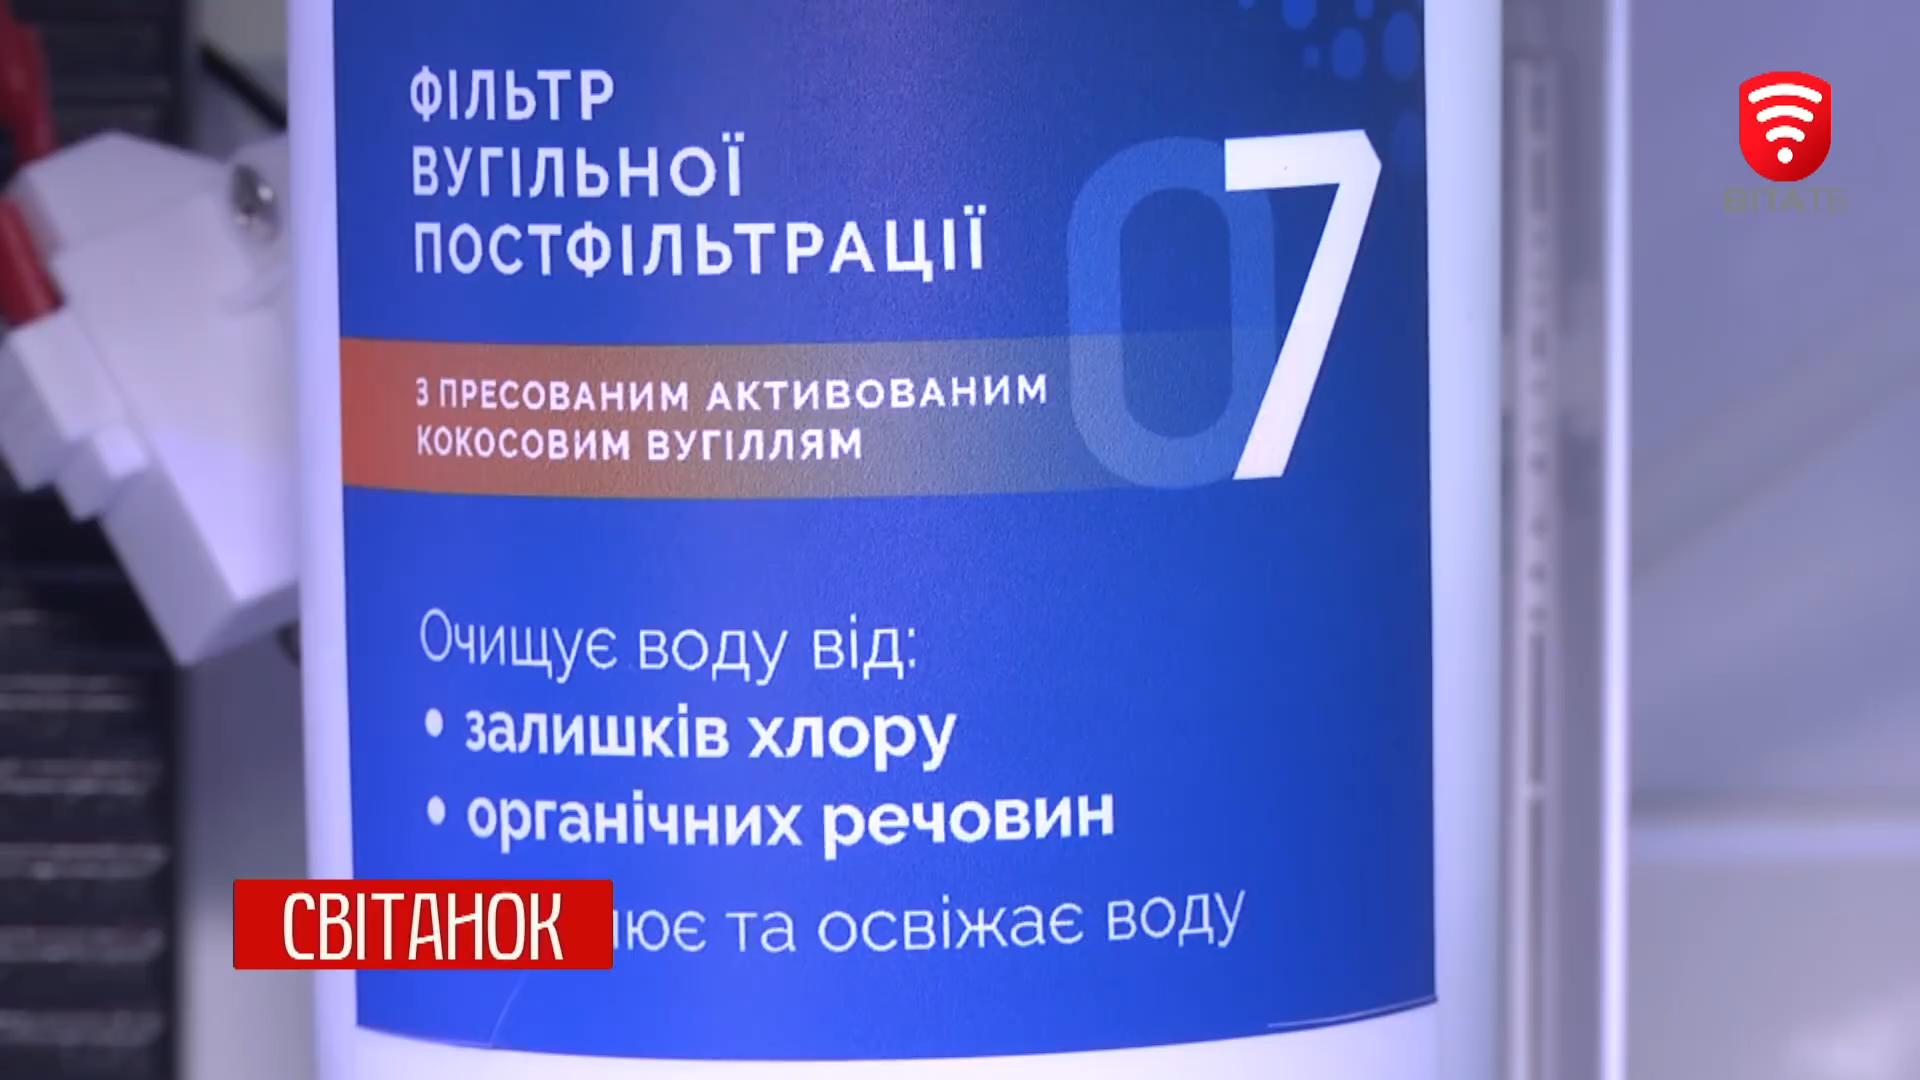 ФІЛЬТР
ВУГІЛЬНОЇ
ПОСТФІЛЬТРАЦІЇ
07
З ПРЕСОВАНИМ АКТИВОВАНИМ
КОКОСОВИМ ВУГІЛЛЯМ
Очищує воду від:
• залишків хлору
• органічних речовин
та освіжає воду
СВІТАНОК
ВІТАТБ